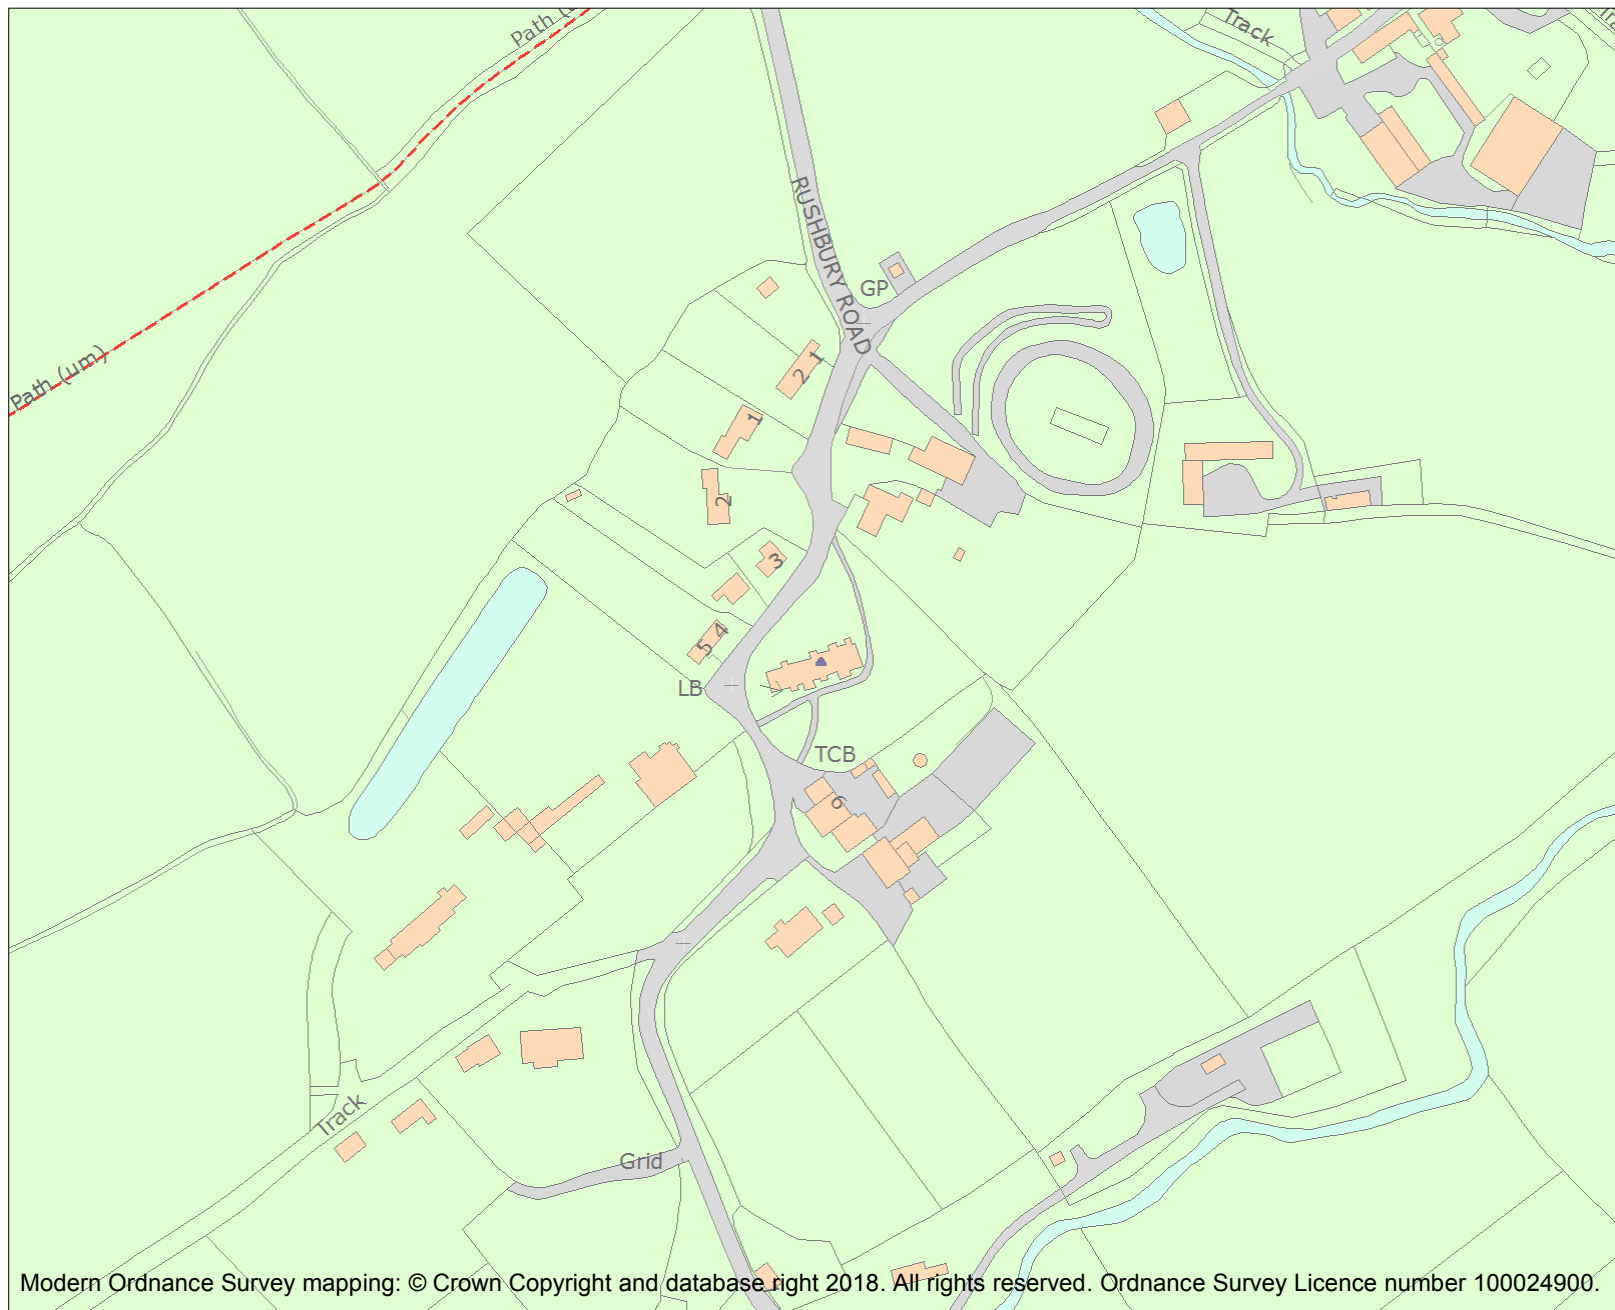 Path (u
Track
RUSHBURY ROAD
GP
Path (um)
2 1
1
2
3
5 4
LB
TCB
6
Track
Grid
Modern Ordnance Survey mapping: © Crown Copyright and database right 2018. All rights reserved. Ordnance Survey Licence number 100024900.